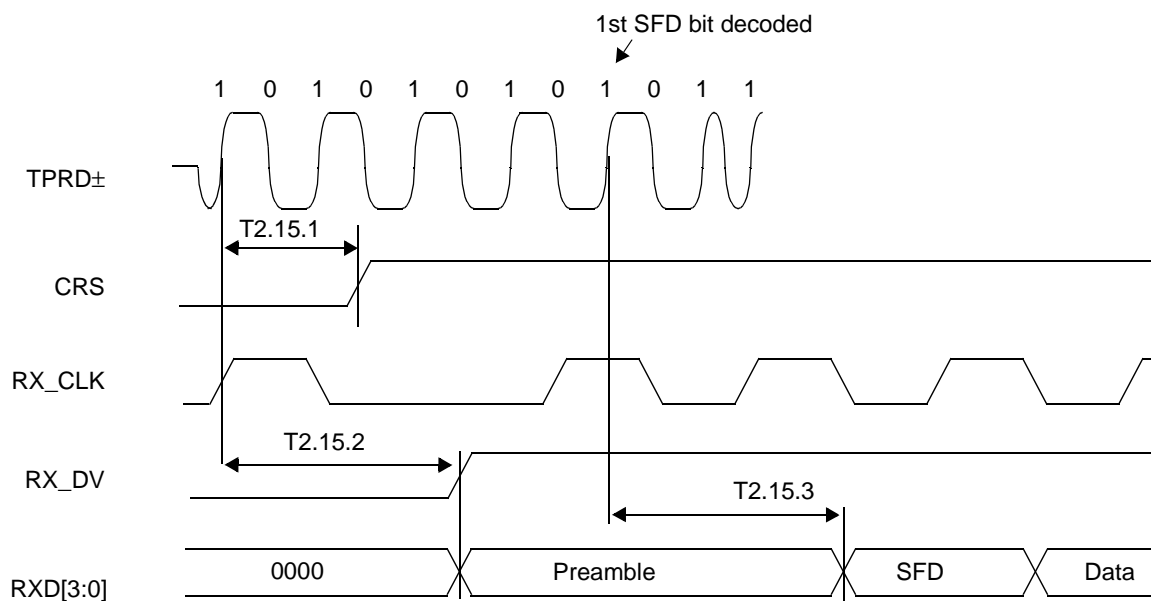 1st SFD bit decoded
1 0 1 0 1 0 1 0 1 0 1 1
TPRD±
T2.15.1
CRS
RX_CLK
T2.15.2
RX_DV
T2.15.3
0000 Preamble SFD Data
RXD[3:0]